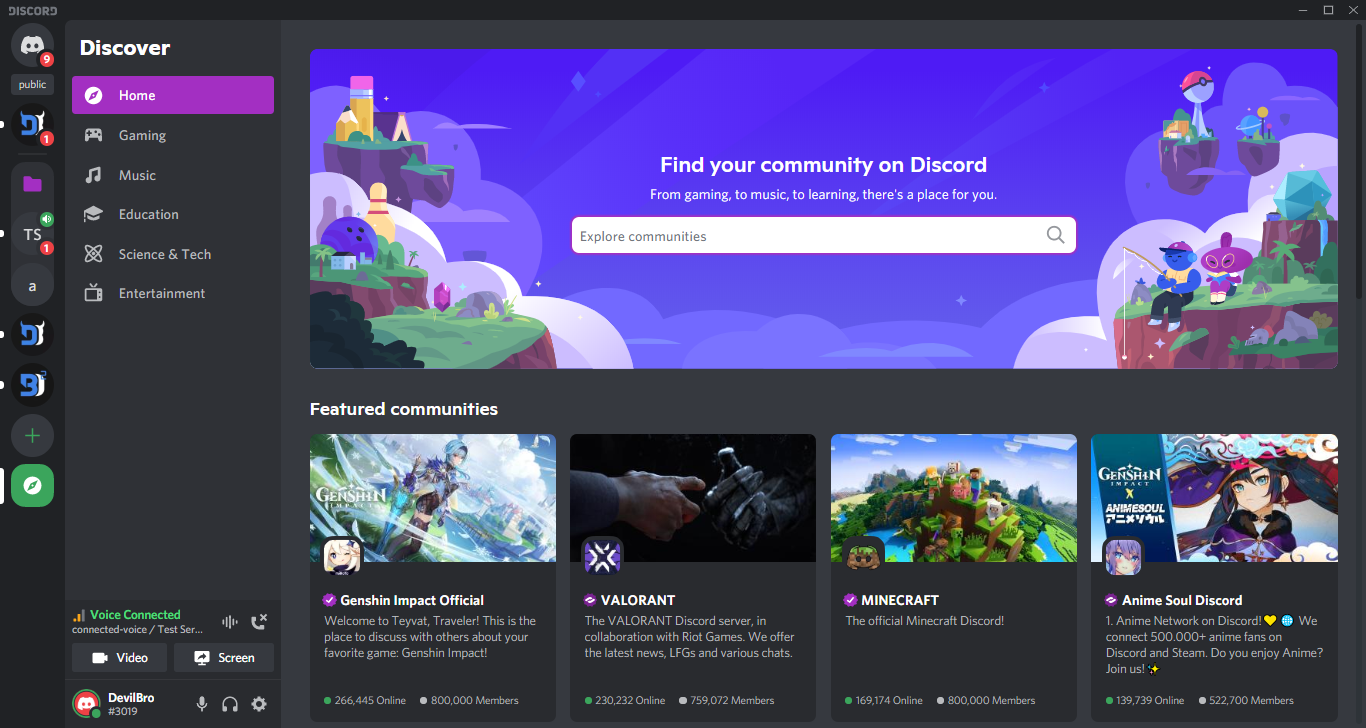 DISCORD
9
public
1
TS
1
a
Discover
Home
Gaming
Music
Education
Science & Tech
Entertainment
Voice Connected
connected-voice / Test Ser...
Video
Screen
DevilBro
#3019
Find your community on Discord
From gaming, to music, to learning, there's a place for you.
Explore communities
Featured communities
GENSHIN
IMPACT
Genshin Impact Official
Welcome to Teyvat, Traveler! This is the
place to discuss with others about your
favorite game: Genshin Impact!
266,445 Online
800,000 Members
VALORANT
The VALORANT Discord server, in
collaboration with Riot Games. We offer
the latest news, LFGs and various chats.
230,232 Online
759,072 Members
MINECRAFT
The official Minecraft Discord!
169,174 Online
800,000 Members
GENSHIN
IMPACT
X
ANIMESOUL
アニメソウル
Anime Soul Discord
1. Anime Network on Discord! 💛 🌐 We
connect 500.000+ anime fans on
Discord and Steam. Do you enjoy Anime?
Join us! ✨
139,739 Online
522,700 Members